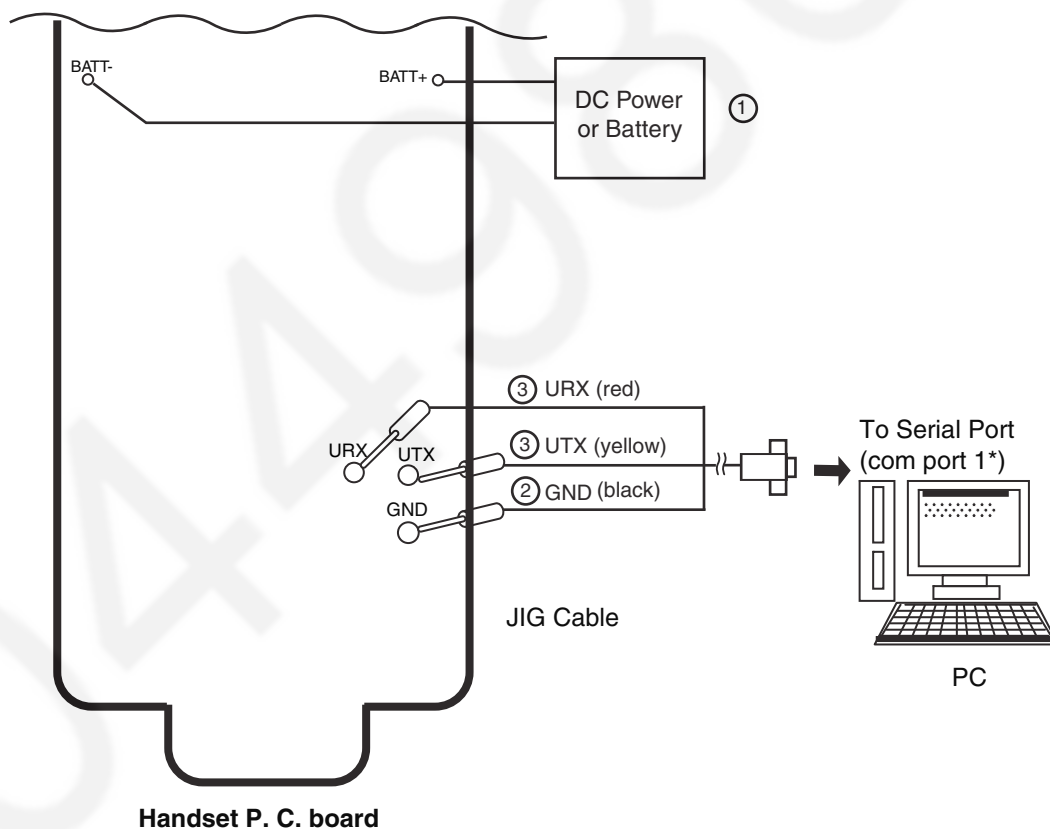 BATT-
BATT+
DC Power
or Battery
1
3 URX (red)
URX
UTX
3 UTX (yellow)
2 GND (black)
GND
To Serial Port
(com port 1*)
JIG Cable
PC
Handset P. C. board